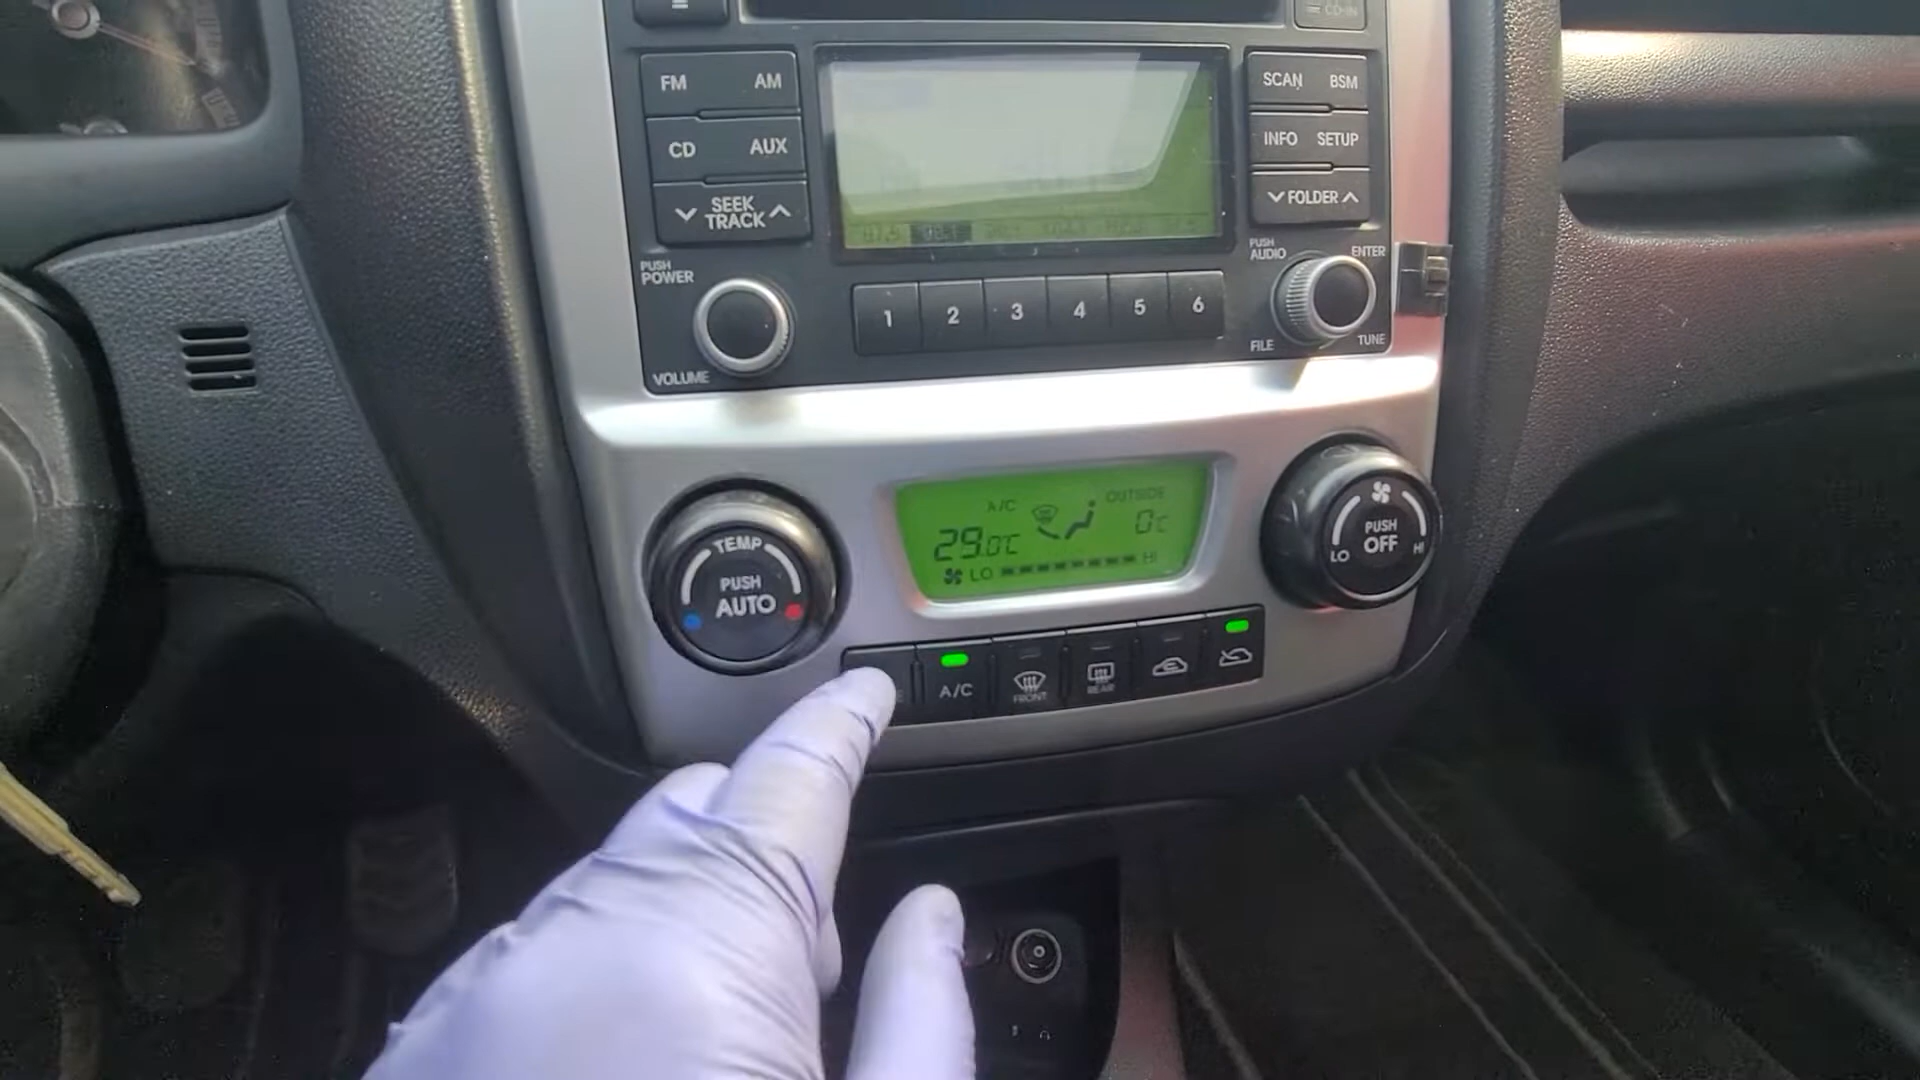 CD-IN
FM AM
SCAN BSM
CD AUX
INFO SETUP
SEEK
TRACK
FOLDER
PUSH
POWER
PUSH
AUDIO
ENTER
1 2 3 4 5 6
VOLUME
FILE
TUNE
TEMP
PUSH
AUTO
A/C
OUTSIDE
29.0°C
0°C
LO
HI
PUSH
OFF
LO
HI
A/C
FRONT
REAR